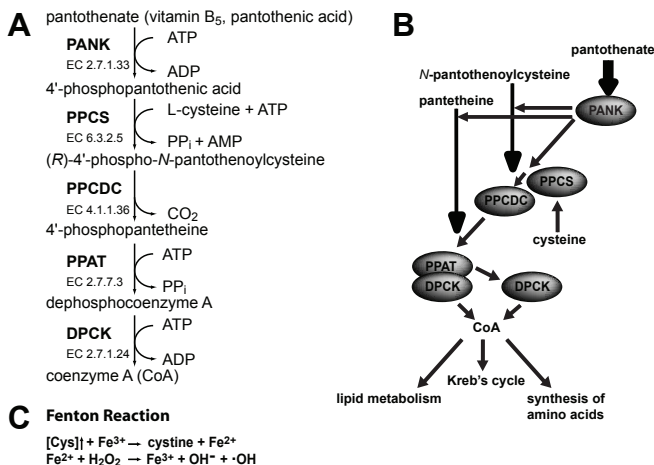 A
pantothenate (vitamin B5, pantothenic acid)
PANK
EC 2.7.1.33
ATP
ADP
4'-phosphopantothenic acid
PPCS
EC 6.3.2.5
L-cysteine + ATP
PPi + AMP
(R)-4'-phospho-N-pantothenoylcysteine
PPCDC
EC 4.1.1.36
CO2
4'-phosphopantetheine
PPAT
EC 2.7.7.3
ATP
PPi
dephosphocoenzyme A
DPCK
EC 2.7.1.24
ATP
ADP
coenzyme A (CoA)
B
pantothenate
N-pantothenoylcysteine
pantetheine
PANK
PPCS
PPCDC
cysteine
PPAT
DPCK
DPCK
CoA
lipid metabolism
Kreb's cycle
synthesis of
amino acids
C Fenton Reaction
[Cys]↑ + Fe³⁺ → cystine + Fe²⁺
Fe²⁺ + H₂O₂ → Fe³⁺ + OH⁻ + ·OH